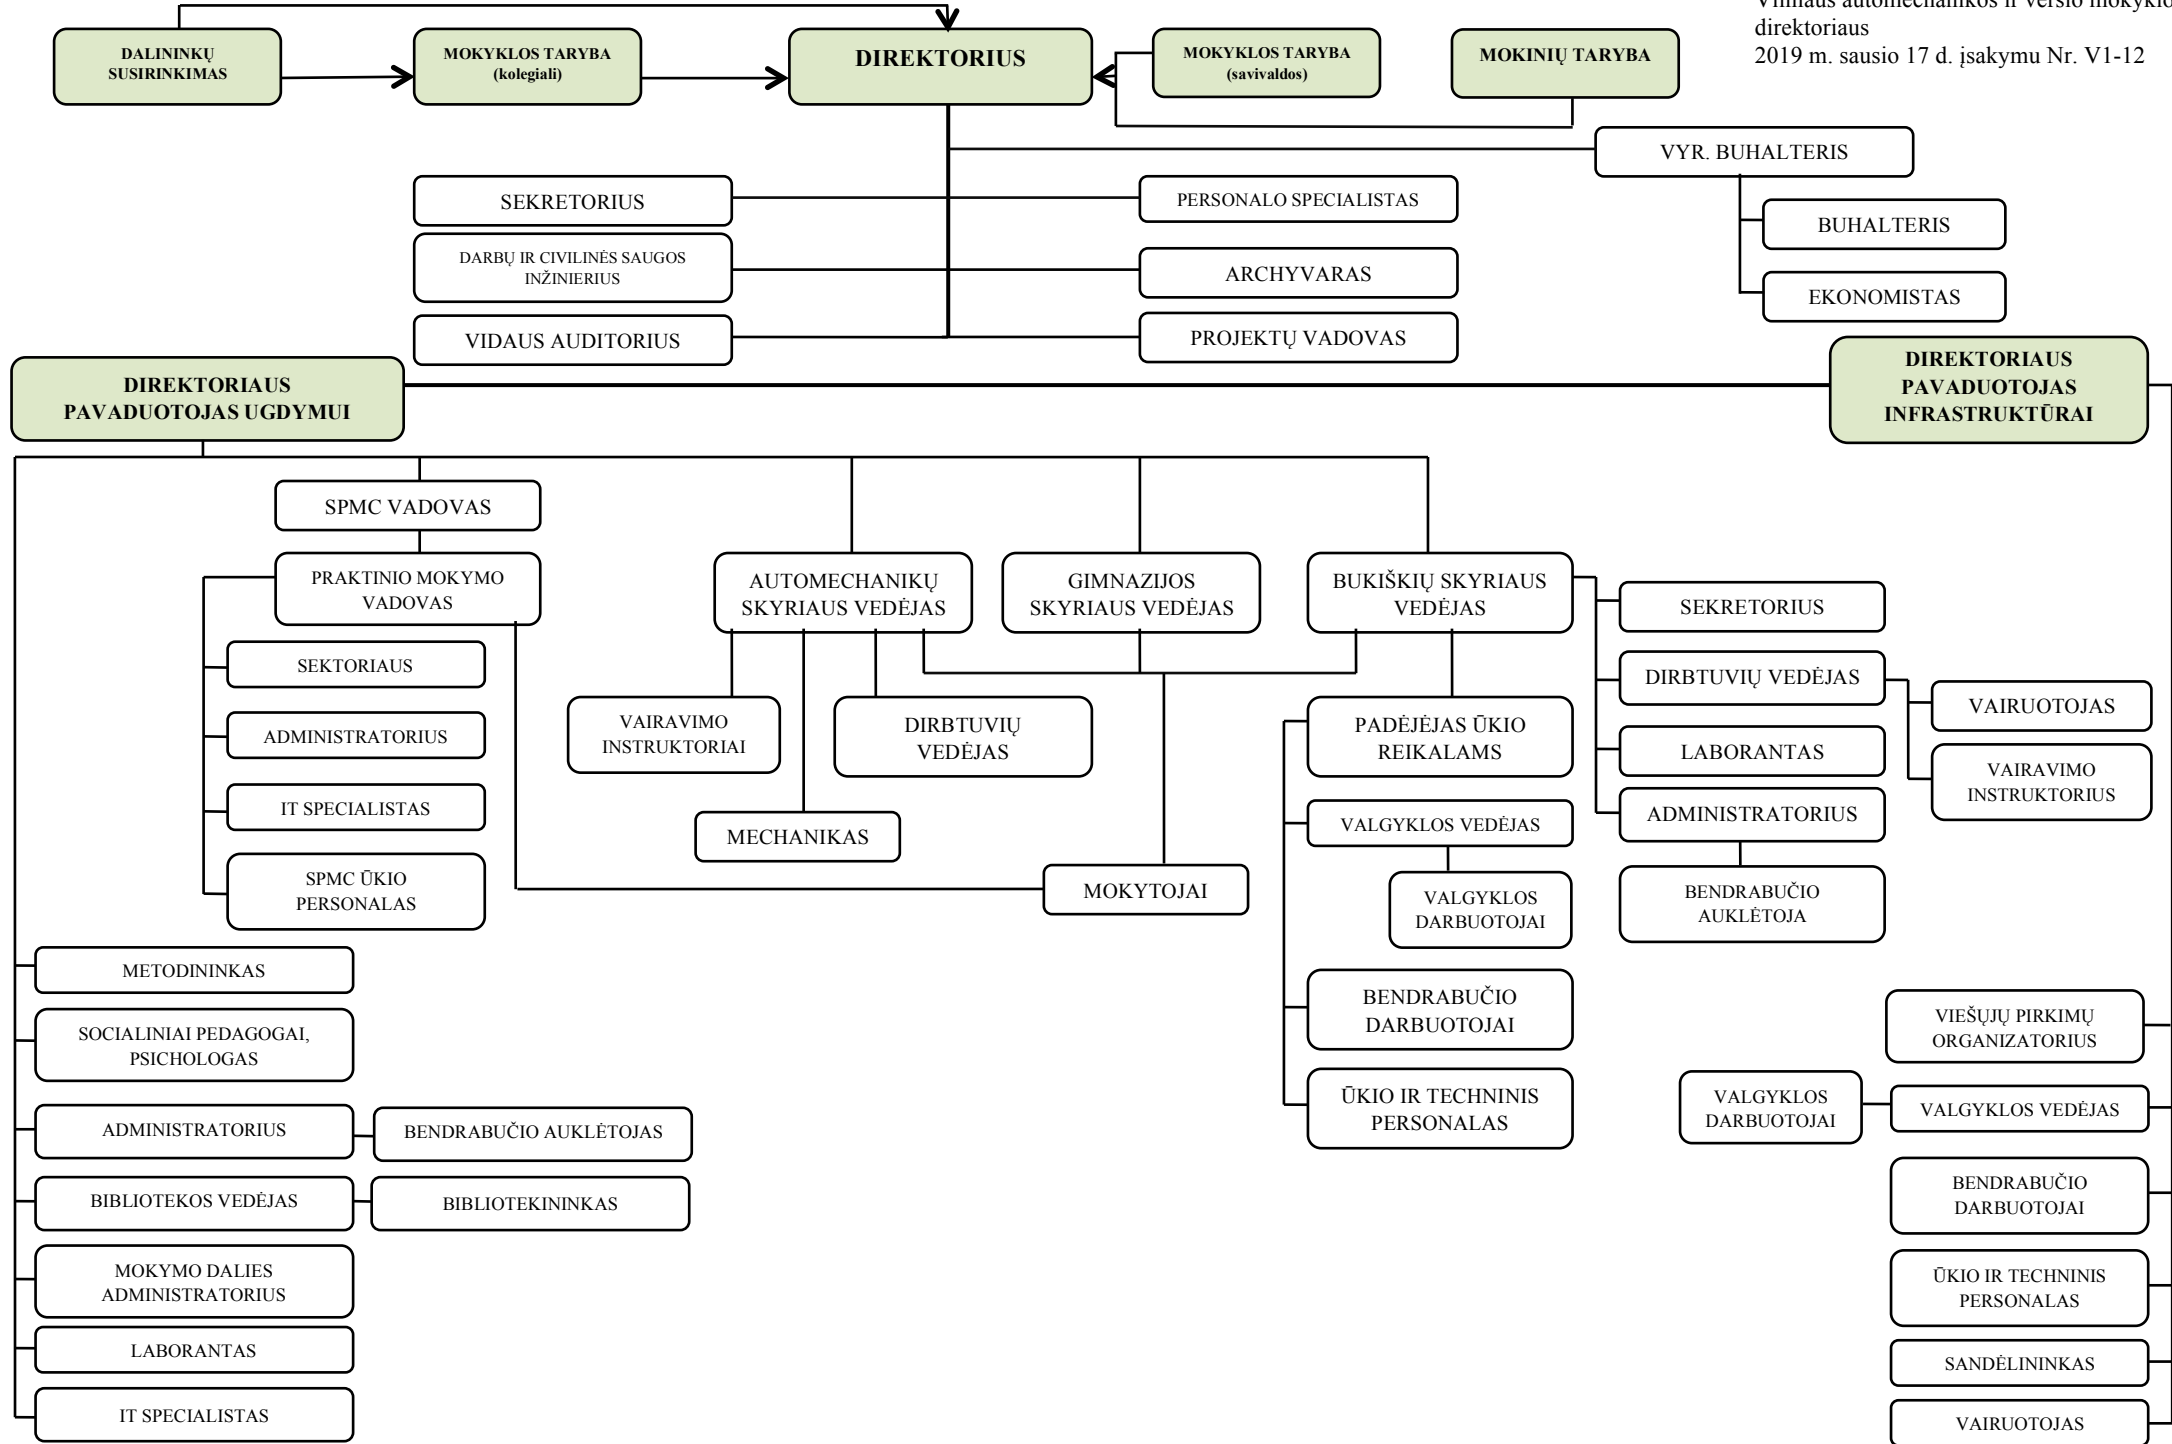 Vilniaus automechanikos ir verslo
direktoriaus
2019 m. sausio 17 d. įsakymu Nr. V1-12
DALININKŲ
SUSIRINKIMAS
MOKYKLOS TARYBA
(kolegiali)
DIREKTORIUS
MOKYKLOS TARYBA
(savivaldos)
MOKINIŲ TARYBA
VYR. BUHALTERIS
SEKRETORIUS
PERSONALO SPECIALISTAS
BUHALTERIS
DARBŲ IR CIVILINĖS SAUGOS
INŽINIERIUS
ARCHYVARAS
EKONOMISTAS
VIDAUS AUDITORIUS
PROJEKTŲ VADOVAS
DIREKTORIAUS
PAVADUOTOJAS UGDYMUI
DIREKTORIAUS
PAVADUOTOJAS
INFRASTRUKTŪRAI
SPMC VADOVAS
PRAKTINIO MOKYMO
VADOVAS
AUTOMECHANIKŲ
SKYRIAUS VEDĖJAS
GIMNAZIJOS
SKYRIAUS VEDĖJAS
BUKIŠKIŲ SKYRIAUS
VEDĖJAS
SEKRETORIUS
SEKTORIAUS
DIRBTUVIŲ VEDĖJAS
VAIRUOTOJAS
ADMINISTRATORIUS
VAIRAVIMO
INSTRUKTORIAI
DIRBTUVIŲ
VEDĖJAS
PADĖJĖJAS ŪKIO
REIKALAMS
LABORANTAS
VAIRAVIMO
INSTRUKTORIUS
IT SPECIALISTAS
MECHANIKAS
VALGYKLOS VEDĖJAS
ADMINISTRATORIUS
SPMC ŪKIO
PERSONALAS
MOKYTOJAI
VALGYKLOS
DARBUOTOJAI
BENDRABUČIO
AUKLĖTOJA
METODININKAS
BENDRABUČIO
DARBUOTOJAI
SOCIALINIAI PEDAGOGAI,
PSICHOLOGAS
VIEŠŲJŲ PIRKIMŲ
ORGANIZATORIUS
ŪKIO IR TECHNINIS
PERSONALAS
VALGYKLOS
DARBUOTOJAI
VALGYKLOS VEDĖJAS
ADMINISTRATORIUS
BENDRABUČIO AUKLĖTOJAS
BIBLIOTEKOS VEDĖJAS
BIBLIOTEKININKAS
BENDRABUČIO
DARBUOTOJAI
MOKYMO DALIES
ADMINISTRATORIUS
ŪKIO IR TECHNINIS
PERSONALAS
LABORANTAS
SANDĖLININKAS
IT SPECIALISTAS
VAIRUOTOJAS